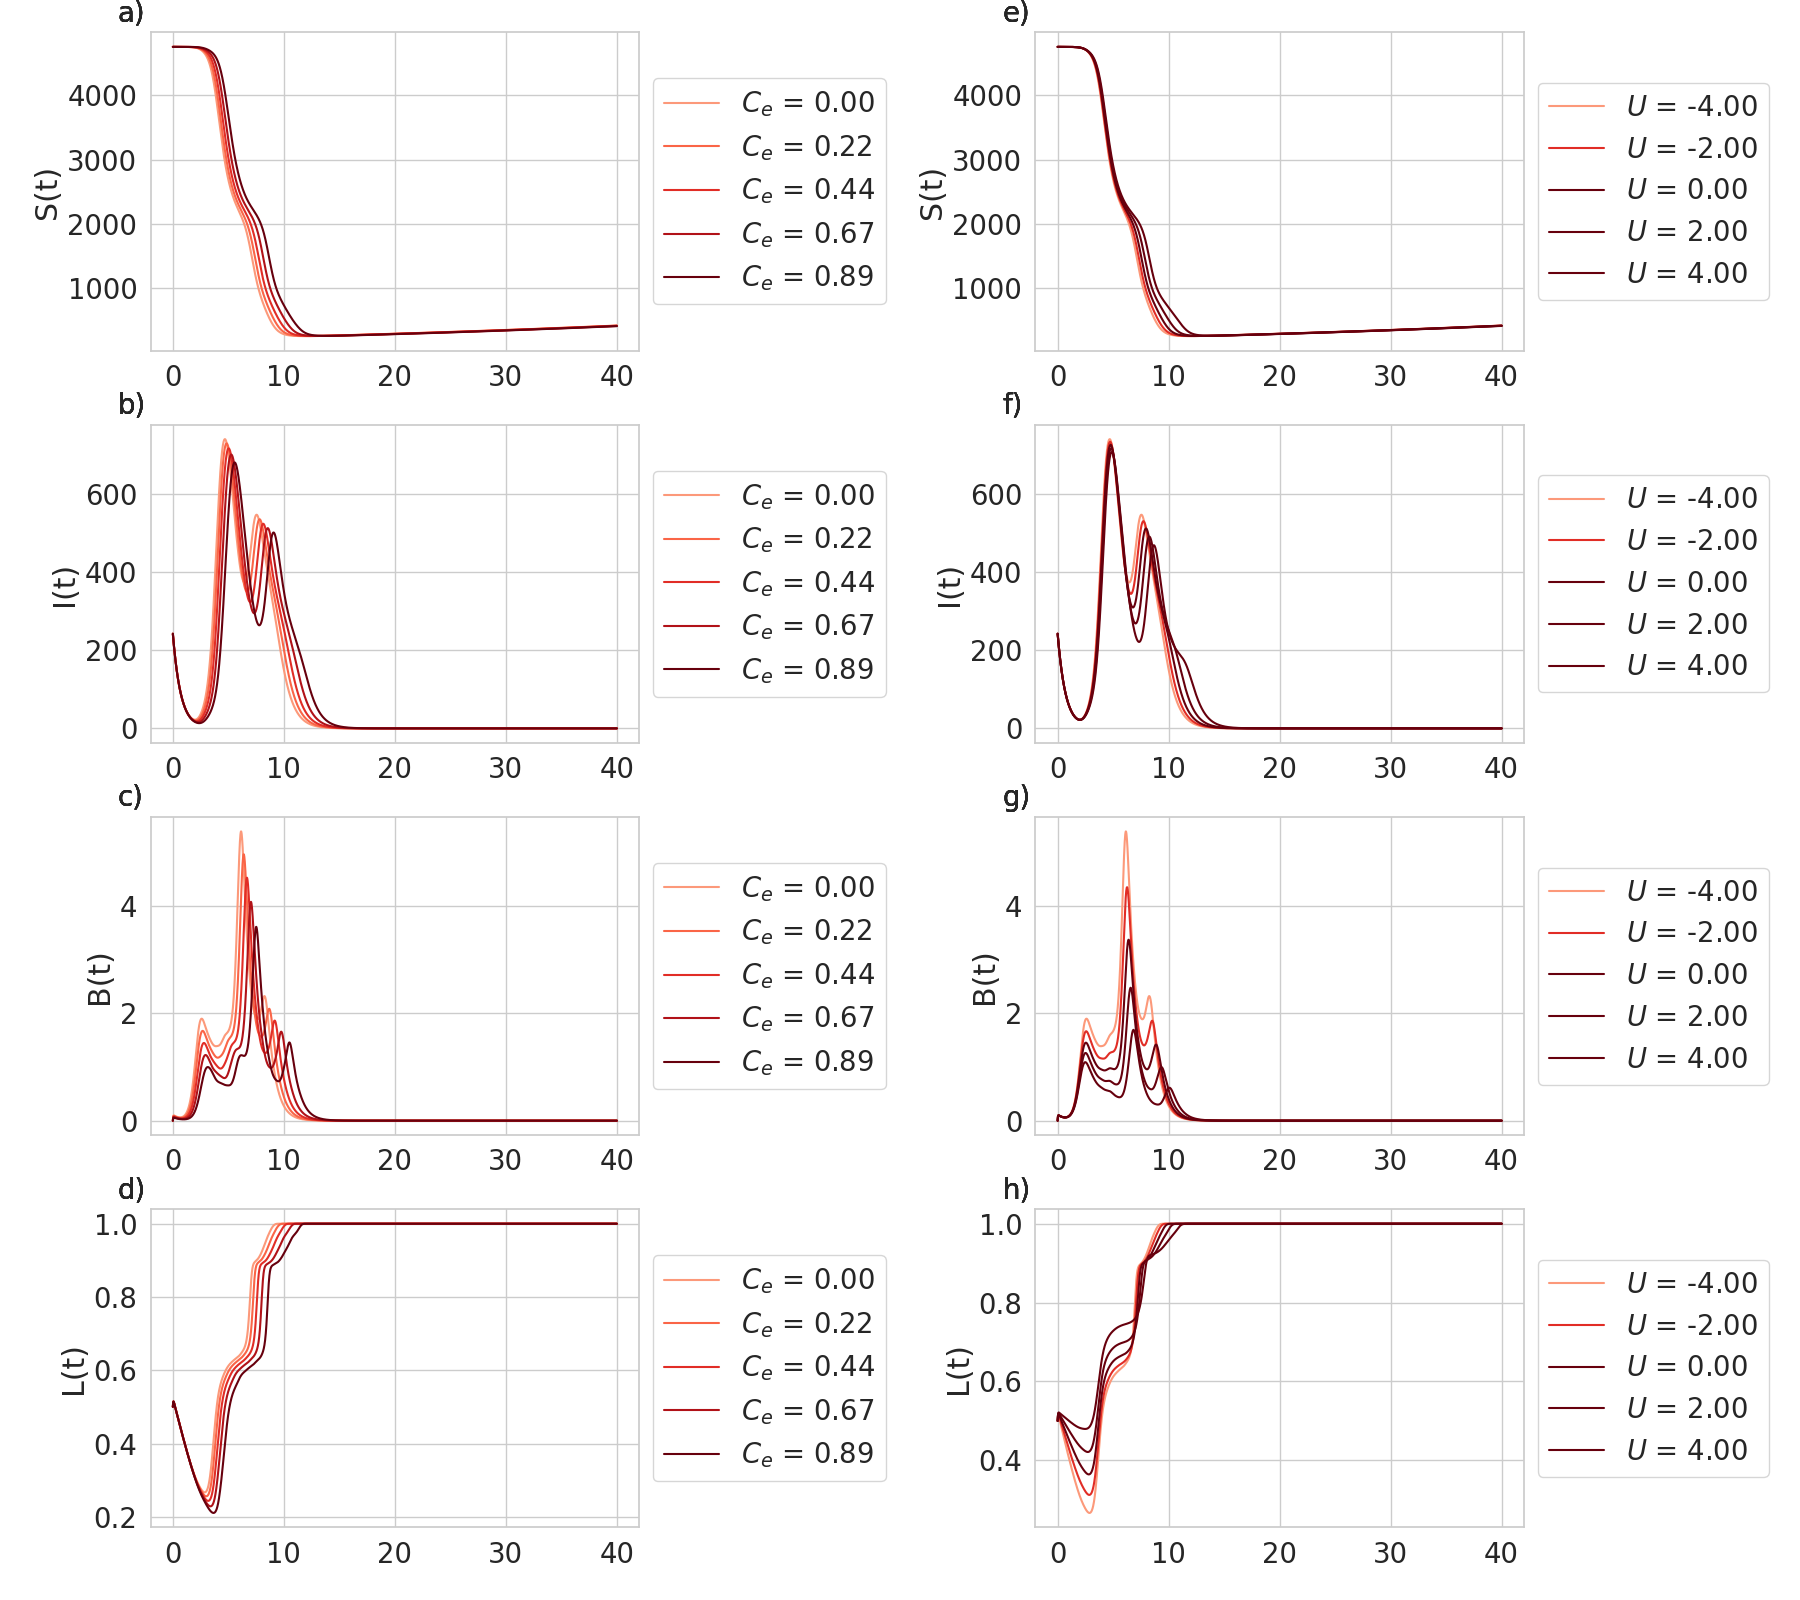 a)
S(t)
4000
3000
2000
1000
0 10 20 30 40
C_e = 0.00
C_e = 0.22
C_e = 0.44
C_e = 0.67
C_e = 0.89
e)
S(t)
4000
3000
2000
1000
0 10 20 30 40
U = -4.00
U = -2.00
U = 0.00
U = 2.00
U = 4.00
b)
I(t)
600
400
200
0
0 10 20 30 40
C_e = 0.00
C_e = 0.22
C_e = 0.44
C_e = 0.67
C_e = 0.89
f)
I(t)
600
400
200
0
0 10 20 30 40
U = -4.00
U = -2.00
U = 0.00
U = 2.00
U = 4.00
c)
B(t)
4
2
0
0 10 20 30 40
C_e = 0.00
C_e = 0.22
C_e = 0.44
C_e = 0.67
C_e = 0.89
g)
B(t)
4
2
0
0 10 20 30 40
U = -4.00
U = -2.00
U = 0.00
U = 2.00
U = 4.00
d)
L(t)
1.0
0.8
0.6
0.4
0.2
0 10 20 30 40
C_e = 0.00
C_e = 0.22
C_e = 0.44
C_e = 0.67
C_e = 0.89
h)
L(t)
1.0
0.8
0.6
0.4
0 10 20 30 40
U = -4.00
U = -2.00
U = 0.00
U = 2.00
U = 4.00